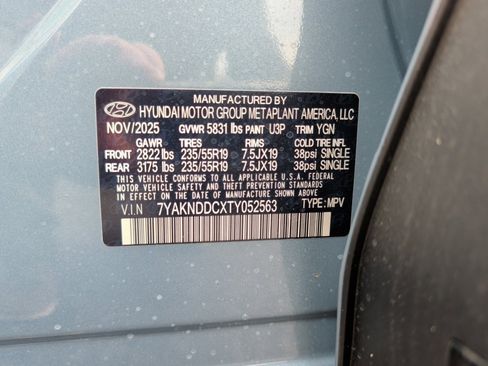 MANUFACTURED BY
HYUNDAI MOTOR GROUP METAPLANT AMERICA, LLC
NOV/2025 GVWR 5831 lbs PAINT U3P TRIM YGN
GAWR TIRES RIMS COLD TIRE INFL
FRONT 2822 lbs 235/55R19 7.5JX19 38psi SINGLE
REAR 3175 lbs 235/55R19 7.5JX19 38psi SINGLE
THIS VEHICLE CONFORMS TO ALL APPLICABLE U.S.A. FEDERAL
MOTOR VEHICLE SAFETY AND THEFT PREVENTION STANDARDS IN
EFFECT ON THE DATE OF MANUFACTURE SHOWN ABOVE.
V.I.N 7YAKNDDCXTY052563 TYPE: MPV